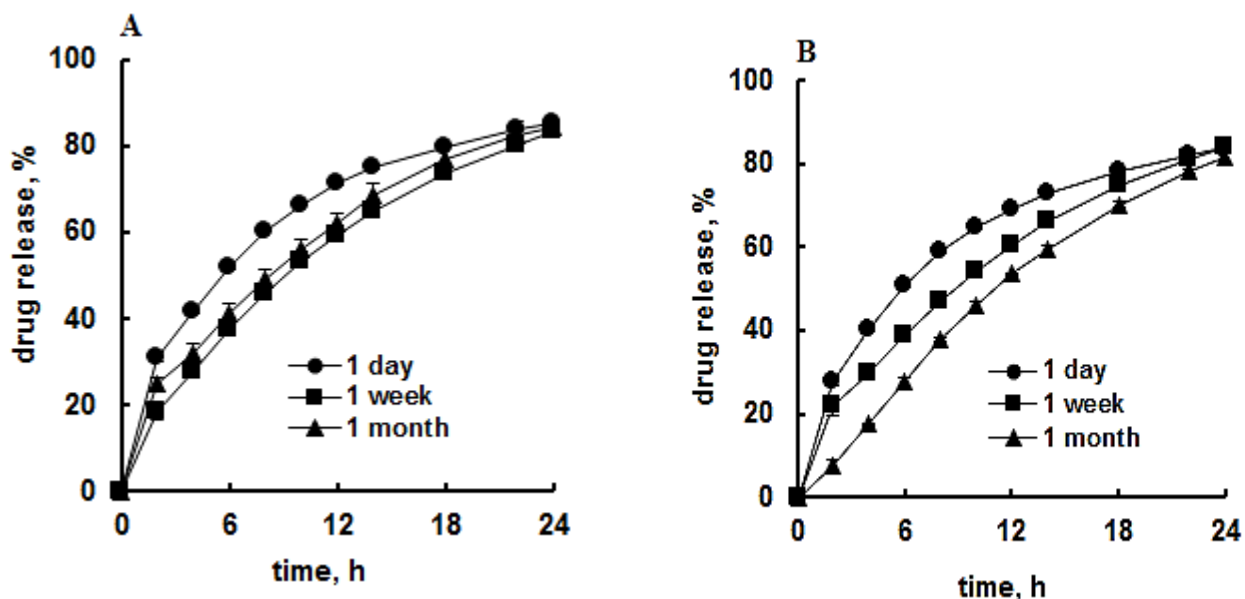 A
100
80
60
40
20
0
drug release, %
1 day
1 week
1 month
0 6 12 18 24
time, h
B
100
80
60
40
20
0
drug release, %
1 day
1 week
1 month
0 6 12 18 24
time, h